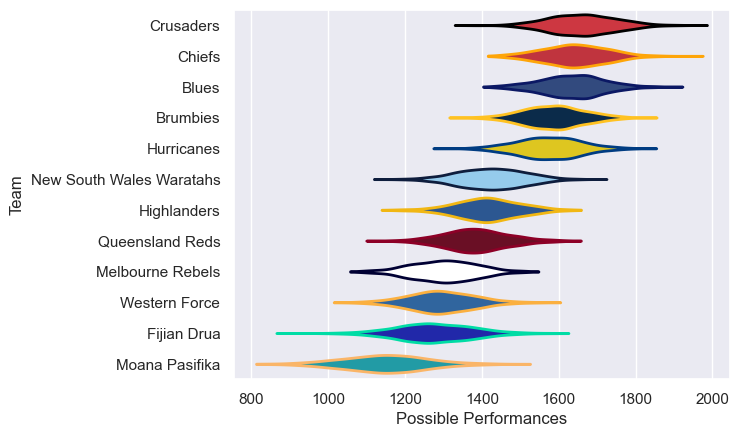 Crusaders
Chiefs
Blues
Brumbies
Hurricanes
New South Wales Waratahs
Highlanders
Queensland Reds
Melbourne Rebels
Western Force
Fijian Drua
Moana Pasifika
Team
800 1000 1200 1400 1600 1800 2000
Possible Performances